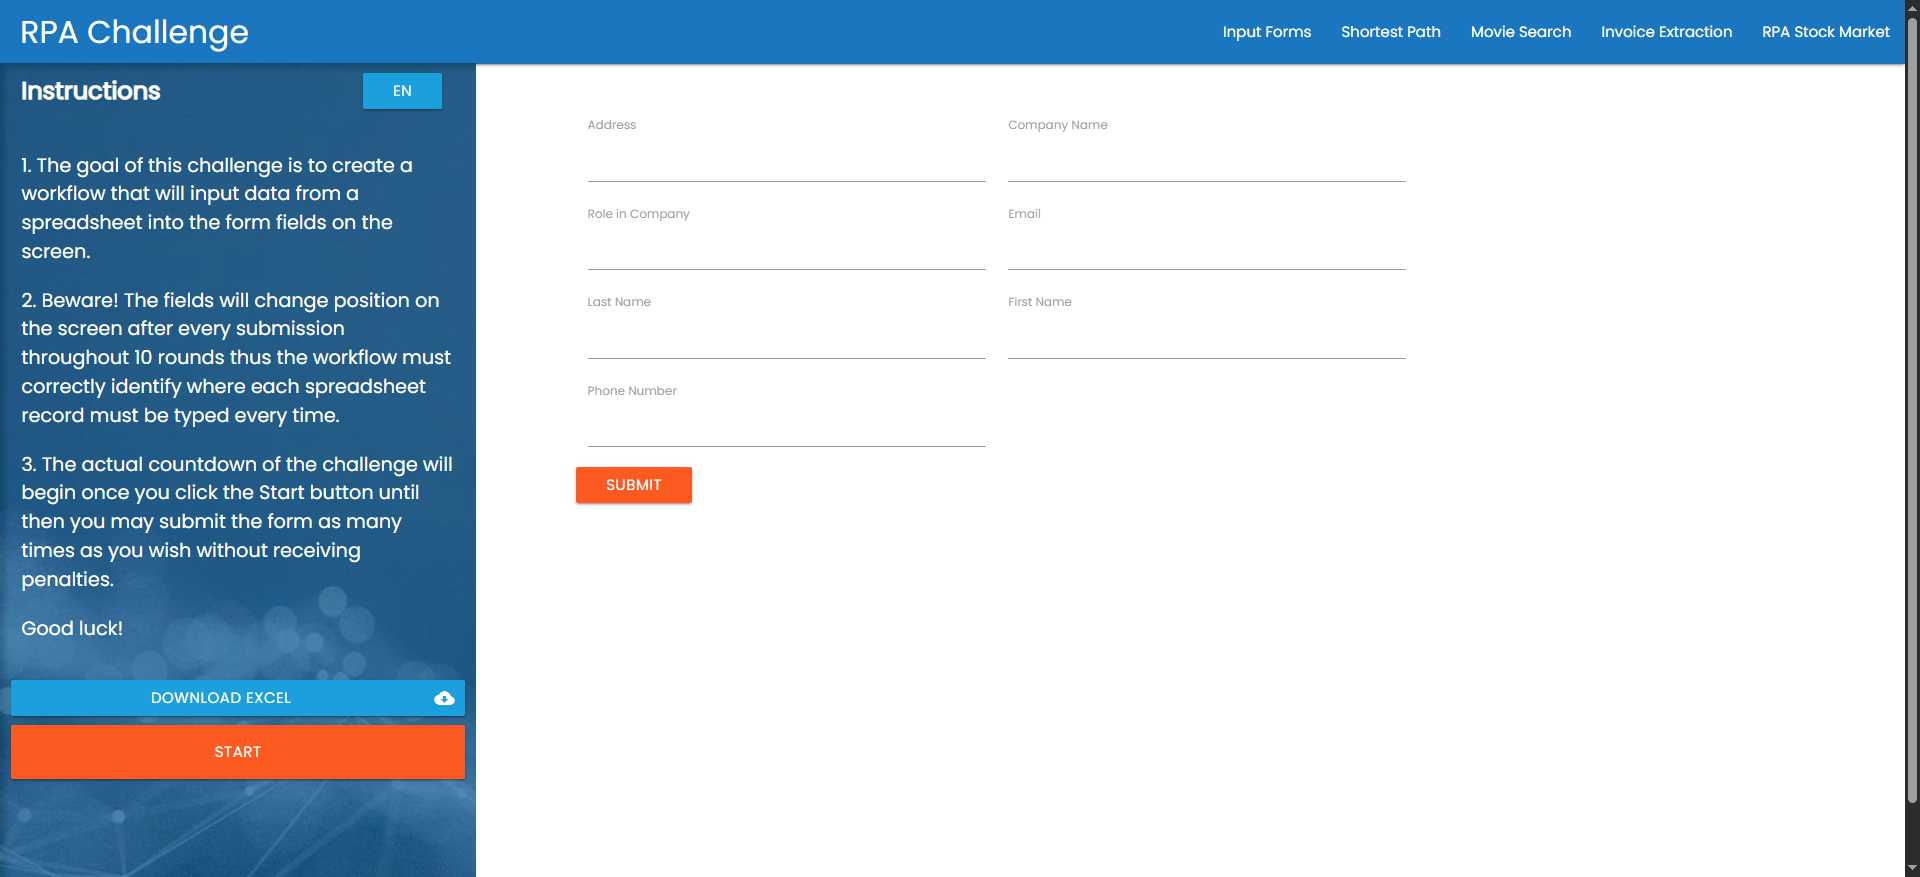 RPA Challenge
Input Forms
Shortest Path
Movie Search
Invoice Extraction
RPA Stock Market
Instructions
EN
1. The goal of this challenge is to create a
workflow that will input data from a
spreadsheet into the form fields on the
screen.
2. Beware! The fields will change position on
the screen after every submission
throughout 10 rounds thus the workflow must
correctly identify where each spreadsheet
record must be typed every time.
3. The actual countdown of the challenge will
begin once you click the Start button until
then you may submit the form as many
times as you wish without receiving
penalties.
Good luck!
DOWNLOAD EXCEL
START
Address
Company Name
Role in Company
Email
Last Name
First Name
Phone Number
SUBMIT